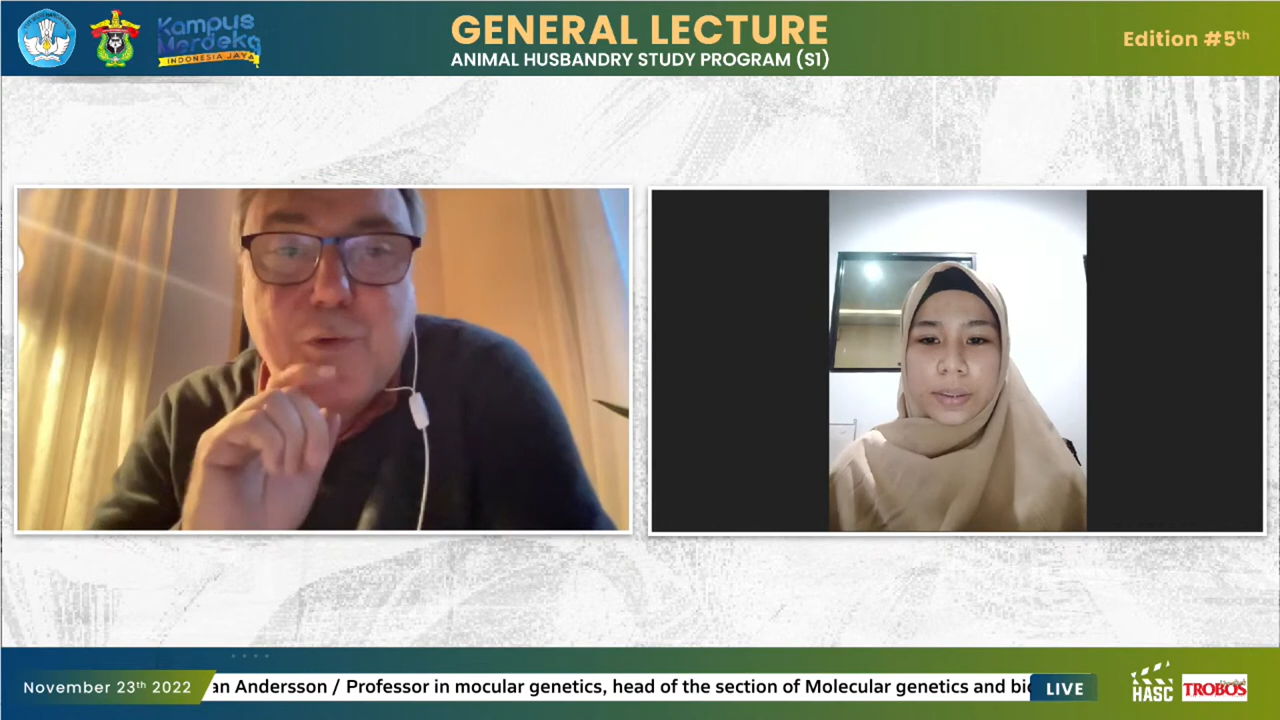 Kampus
Merdeka
INDONESIA JAYA
GENERAL LECTURE
ANIMAL HUSBANDRY STUDY PROGRAM (S1)
Edition #5th
November 23th 2022
an Andersson / Professor in mocular genetics, head of the section of Molecular genetics and bio
LIVE
HASC
TROBOS